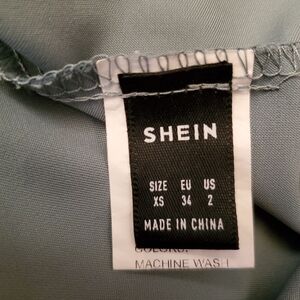 SHEIN
SIZE EU US
XS 34 2
MADE IN CHINA
MACHINE WASH